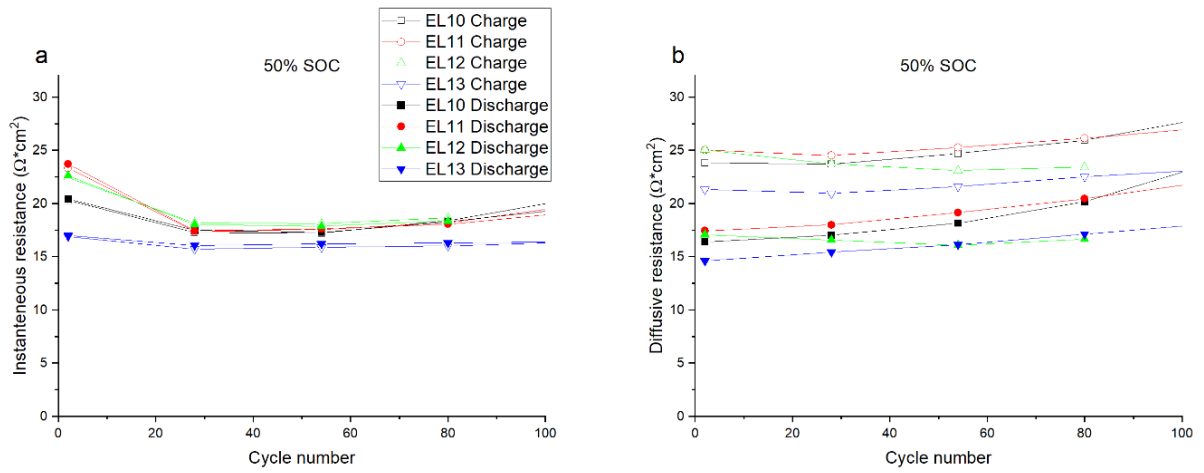 a
50% SOC
EL10 Charge
EL11 Charge
EL12 Charge
EL13 Charge
EL10 Discharge
EL11 Discharge
EL12 Discharge
EL13 Discharge
Instanteneous resistance (Ω*cm2)
30
25
20
15
10
5
0
0 20 40 60 80 100
Cycle number
b
50% SOC
Diffusive resistance (Ω*cm2)
30
25
20
15
10
5
0
0 20 40 60 80 100
Cycle number